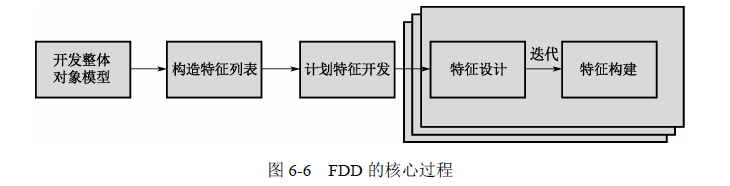 开发整体
对象模型
构造特征列表
计划特征开发
特征设计
迭代
特征构建
图 6-6 FDD 的核心过程